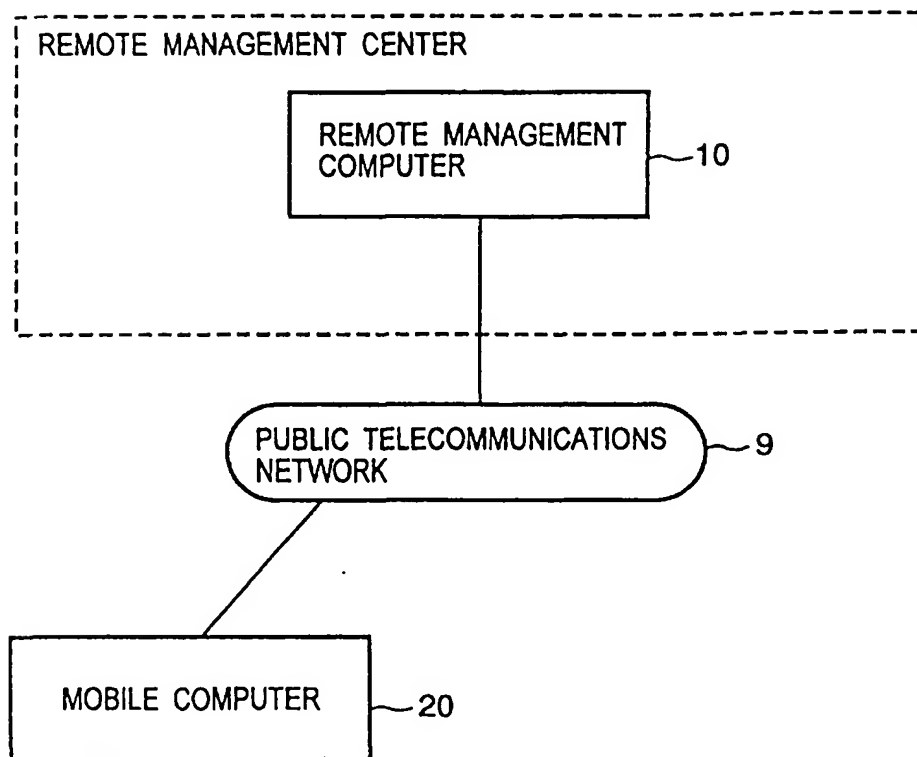 REMOTE MANAGEMENT CENTER
REMOTE MANAGEMENT
COMPUTER
10
PUBLIC TELECOMMUNICATIONS
NETWORK
9
MOBILE COMPUTER
20